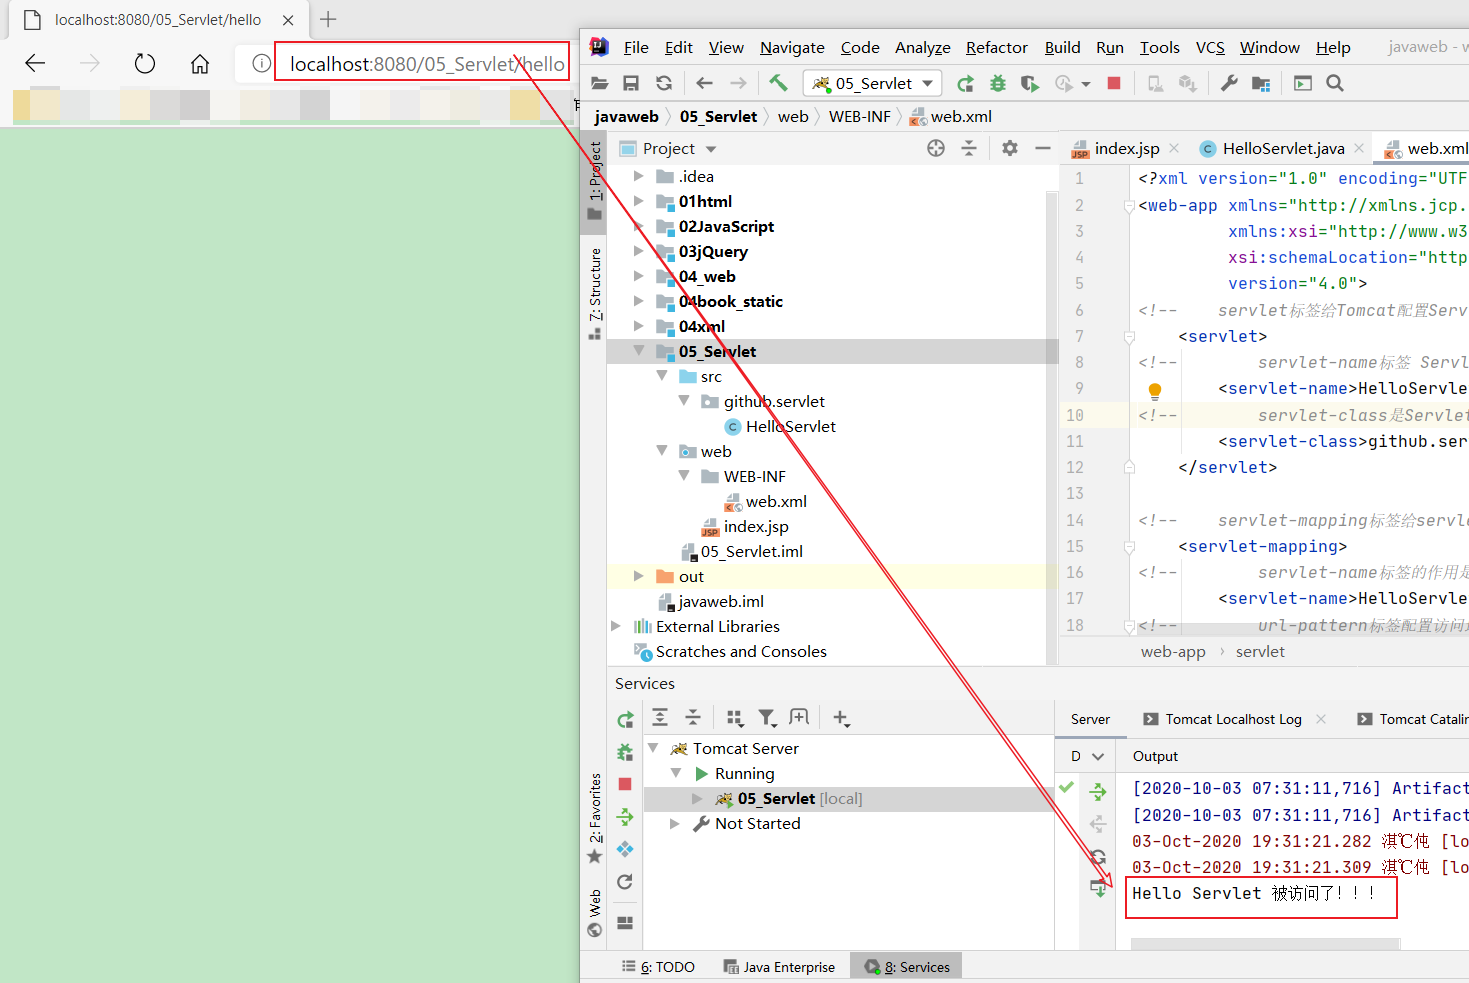 localhost:8080/05_Servlet/hello
localhost:8080/05_Servlet/hello
File Edit View Navigate Code Analyze Refactor Build Run Tools VCS Window Help javaweb - w
05_Servlet
javaweb 05_Servlet web WEB-INF web.xml
1: Project
7: Structure
2: Favorites
Web
Project
.idea
01html
02JavaScript
03jQuery
04_web
04book_static
04xml
05_Servlet
src
github.servlet
HelloServlet
web
WEB-INF
web.xml
index.jsp
05_Servlet.iml
out
javaweb.iml
External Libraries
Scratches and Consoles
index.jsp HelloServlet.java web.xml
1 <?xml version="1.0" encoding="UTF
2 <web-app xmlns="http://xmlns.jcp.
3 xmlns:xsi="http://www.w3
4 xsi:schemaLocation="http
5 version="4.0">
6 <!-- servlet标签给Tomcat配置Serv
7 <servlet>
8 <!-- servlet-name标签 Servl
9 <servlet-name>HelloServle
10 <!-- servlet-class是Servlet
11 <servlet-class>github.ser
12 </servlet>
13
14 <!-- servlet-mapping标签给servle
15 <servlet-mapping>
16 <!-- servlet-name标签的作用是
17 <servlet-name>HelloServle
18 <!-- url-pattern标签配置访问
web-app servlet
Services
Tomcat Server
Running
05_Servlet [local]
Not Started
Server Tomcat Localhost Log Tomcat Catalin
D Output
[2020-10-03 07:31:11,716] Artifact
[2020-10-03 07:31:11,716] Artifact
03-Oct-2020 19:31:21.282 淇℃伅 [lo
03-Oct-2020 19:31:21.309 淇℃伅 [lo
Hello Servlet 被访问了！！！
6: TODO Java Enterprise 8: Services